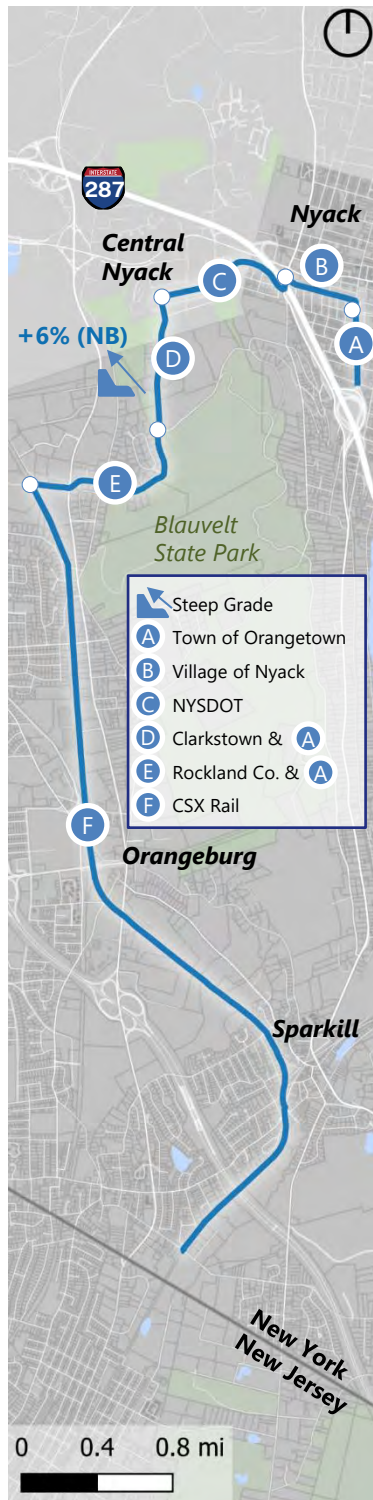 INTERSTATE
287
Nyack
Central
Nyack
B
C
+6% (NB)
A
D
E
Blauvelt
State Park
Steep Grade
A Town of Orangetown
B Village of Nyack
C NYSDOT
D Clarkstown & A
E Rockland Co. & A
F CSX Rail
F
Orangeburg
Sparkill
New York
New Jersey
0 0.4 0.8 mi